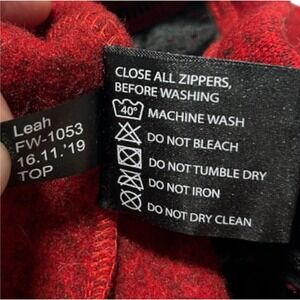 Leah
FW-1053
16.11.'19
TOP
CLOSE ALL ZIPPERS,
BEFORE WASHING
40° MACHINE WASH
DO NOT BLEACH
DO NOT TUMBLE DRY
DO NOT IRON
DO NOT DRY CLEAN